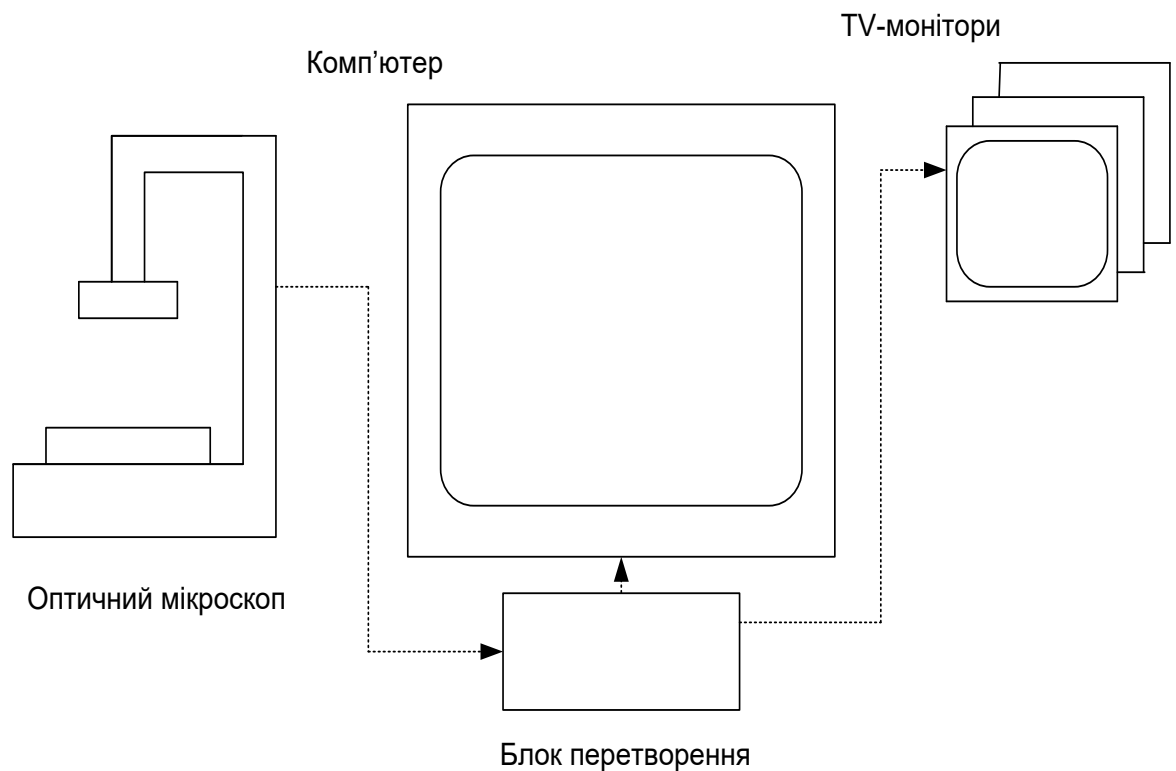 TV-монітори
Комп’ютер
Оптичний мікроскоп
Блок перетворення